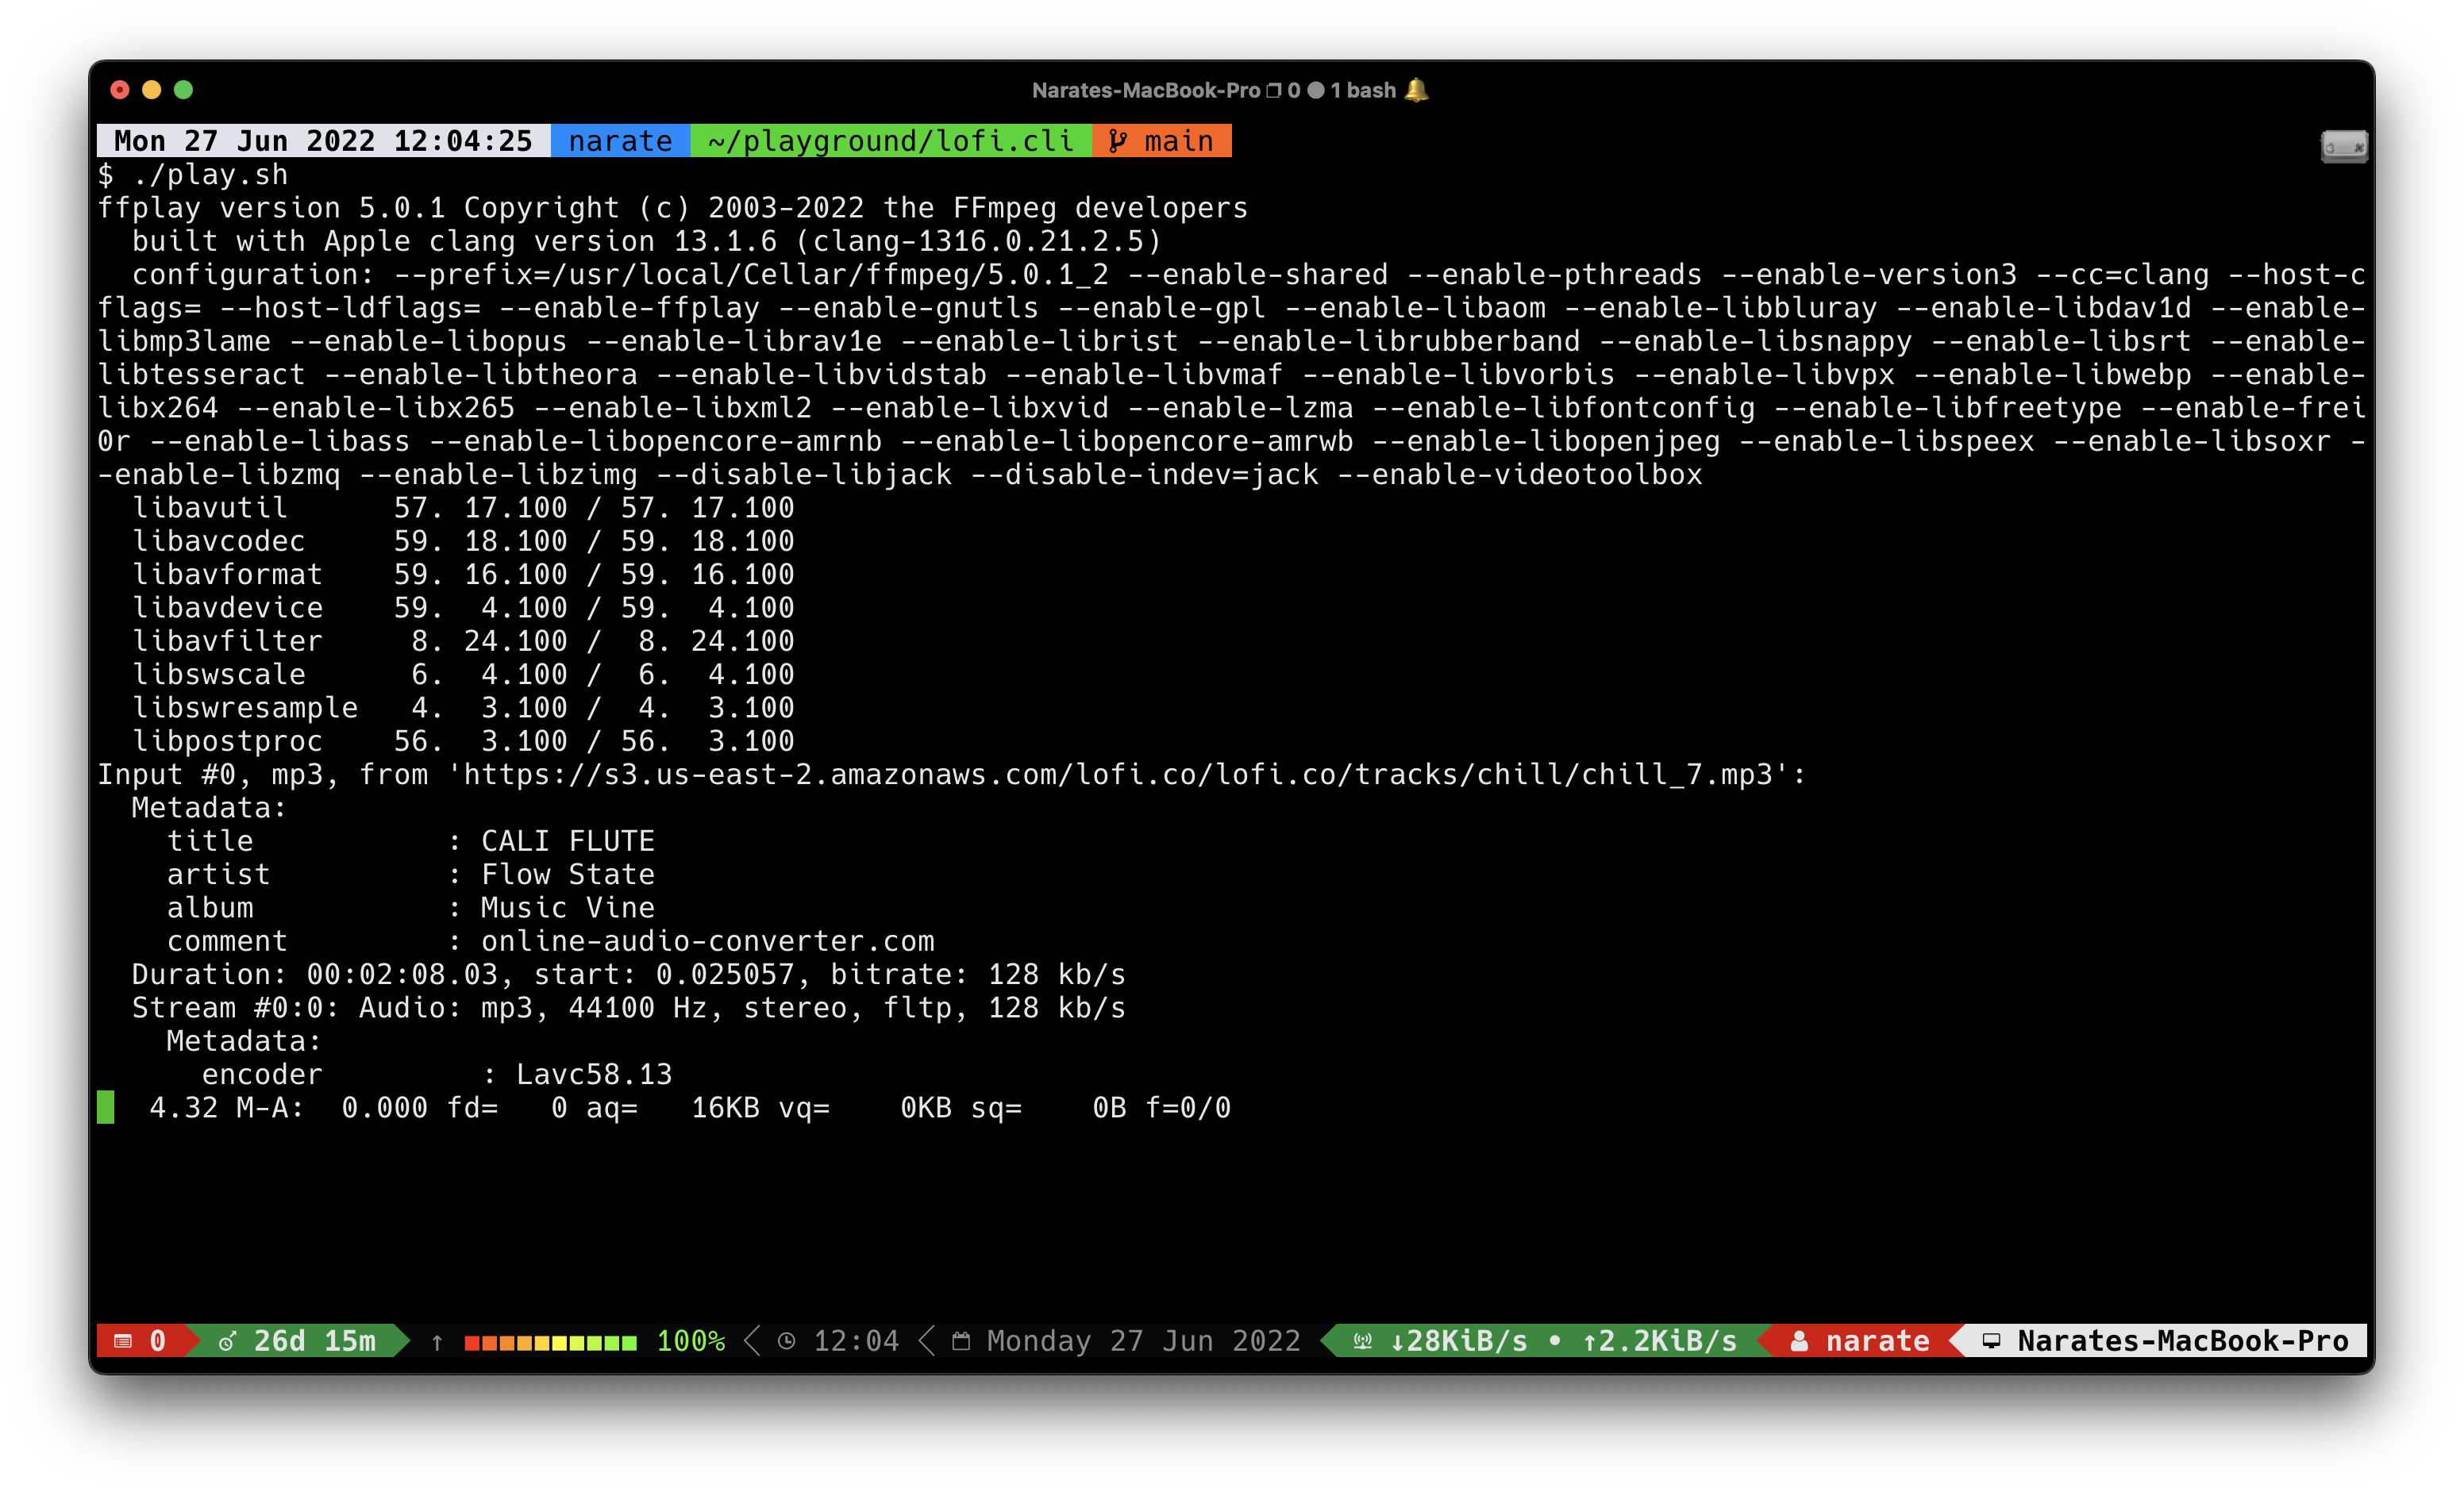 Narates-MacBook-Pro 0 1 bash
Mon 27 Jun 2022 12:04:25 narate ~/playground/lofi.cli main
$ ./play.sh
ffplay version 5.0.1 Copyright (c) 2003-2022 the FFmpeg developers
  built with Apple clang version 13.1.6 (clang-1316.0.21.2.5)
  configuration: --prefix=/usr/local/Cellar/ffmpeg/5.0.1_2 --enable-shared --enable-pthreads --enable-version3 --cc=clang --host-c
flags= --host-ldflags= --enable-ffplay --enable-gnutls --enable-gpl --enable-libaom --enable-libbluray --enable-libdav1d --enable-
libmp3lame --enable-libopus --enable-librav1e --enable-librist --enable-librubberband --enable-libsnappy --enable-libsrt --enable-
libtesseract --enable-libtheora --enable-libvidstab --enable-libvmaf --enable-libvorbis --enable-libvpx --enable-libwebp --enable-
libx264 --enable-libx265 --enable-libxml2 --enable-libxvid --enable-lzma --enable-libfontconfig --enable-libfreetype --enable-frei
0r --enable-libass --enable-libopencore-amrnb --enable-libopencore-amrwb --enable-libopenjpeg --enable-libspeex --enable-libsoxr -
-enable-libzmq --enable-libzimg --disable-libjack --disable-indev=jack --enable-videotoolbox
  libavutil      57. 17.100 / 57. 17.100
  libavcodec     59. 18.100 / 59. 18.100
  libavformat    59. 16.100 / 59. 16.100
  libavdevice    59.  4.100 / 59.  4.100
  libavfilter     8. 24.100 /  8. 24.100
  libswscale      6.  4.100 /  6.  4.100
  libswresample   4.  3.100 /  4.  3.100
  libpostproc    56.  3.100 / 56.  3.100
Input #0, mp3, from 'https://s3.us-east-2.amazonaws.com/lofi.co/lofi.co/tracks/chill/chill_7.mp3':
  Metadata:
    title           : CALI FLUTE
    artist          : Flow State
    album           : Music Vine
    comment         : online-audio-converter.com
  Duration: 00:02:08.03, start: 0.025057, bitrate: 128 kb/s
  Stream #0:0: Audio: mp3, 44100 Hz, stereo, fltp, 128 kb/s
    Metadata:
      encoder         : Lavc58.13
   4.32 M-A:  0.000 fd=   0 aq=   16KB vq=    0KB sq=    0B f=0/0
0 26d 15m ↑ 100% 12:04 Monday 27 Jun 2022 ↓28KiB/s • ↑2.2KiB/s narate Narates-MacBook-Pro